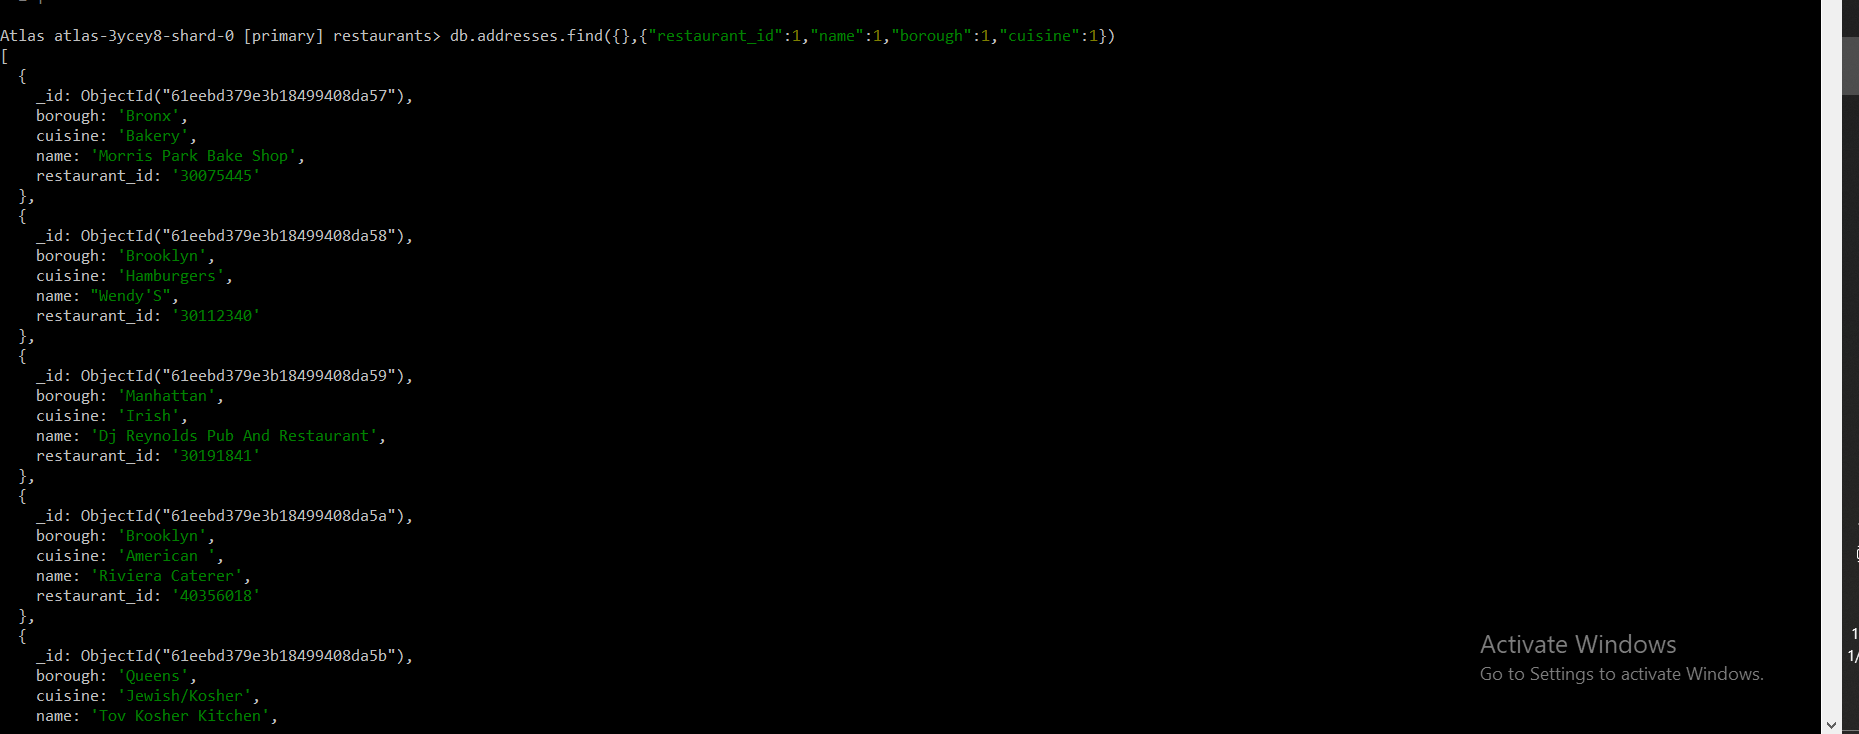 Atlas atlas-3ycey8-shard-0 [primary] restaurants> db.addresses.find({},{"restaurant_id":1,"name":1,"borough":1,"cuisine":1})
[
  {
    _id: ObjectId("61eebd379e3b18499408da57"),
    borough: 'Bronx',
    cuisine: 'Bakery',
    name: 'Morris Park Bake Shop',
    restaurant_id: '30075445'
  },
  {
    _id: ObjectId("61eebd379e3b18499408da58"),
    borough: 'Brooklyn',
    cuisine: 'Hamburgers',
    name: "Wendy'S",
    restaurant_id: '30112340'
  },
  {
    _id: ObjectId("61eebd379e3b18499408da59"),
    borough: 'Manhattan',
    cuisine: 'Irish',
    name: 'Dj Reynolds Pub And Restaurant',
    restaurant_id: '30191841'
  },
  {
    _id: ObjectId("61eebd379e3b18499408da5a"),
    borough: 'Brooklyn',
    cuisine: 'American ',
    name: 'Riviera Caterer',
    restaurant_id: '40356018'
  },
  {
    _id: ObjectId("61eebd379e3b18499408da5b"),
    borough: 'Queens',
    cuisine: 'Jewish/Kosher',
    name: 'Tov Kosher Kitchen',
Activate Windows
Go to Settings to activate Windows.